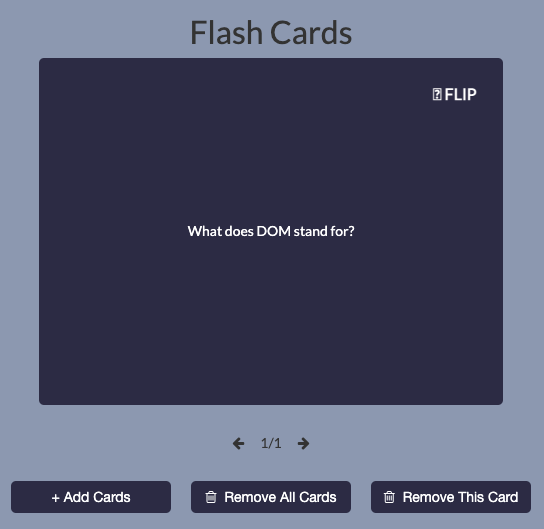 Flash Cards
FLIP
What does DOM stand for?
1/1
+ Add Cards
Remove All Cards
Remove This Card